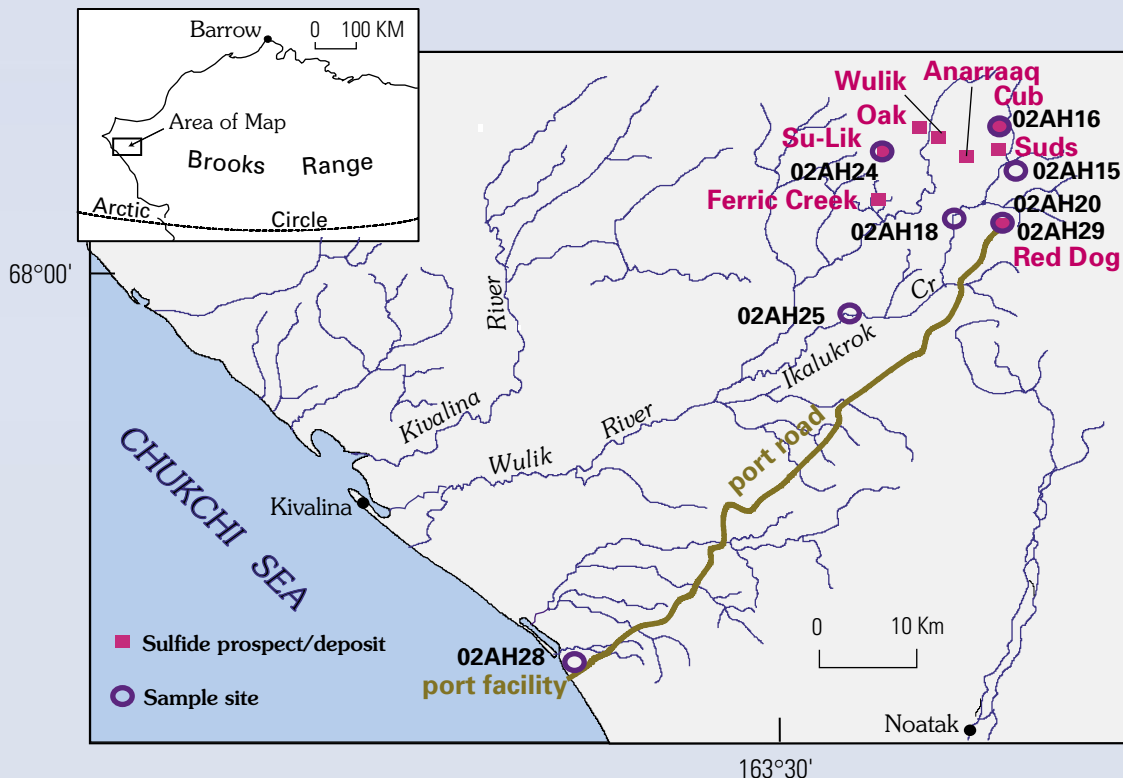 Barrow
0 100 KM
Area of Map
Brooks Range
Arctic Circle
Anarraaq
Wulik
Cub
Oak
02AH16
Su-Lik
Suds
02AH24
02AH15
Ferric Creek
02AH20
02AH18
02AH29
Red Dog
68°00'
River
Cr
02AH25
Ikalukrok
Kivalina
River
port road
Wulik
CHUKCHI SEA
Kivalina
0 10 Km
Sulfide prospect/deposit
02AH28
port facility
Sample site
Noatak
163°30'